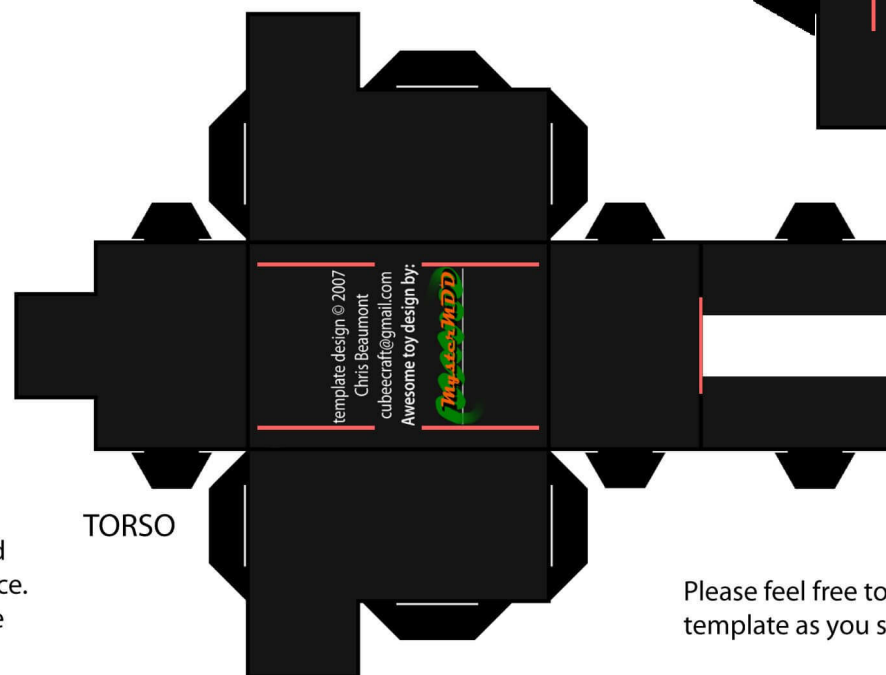 template design © 2007
Chris Beaumont
cubeecraft@gmail.com
Awesome toy design by:
MysterMDD
TORSO
d
ce.
e
Please feel free to
template as you s